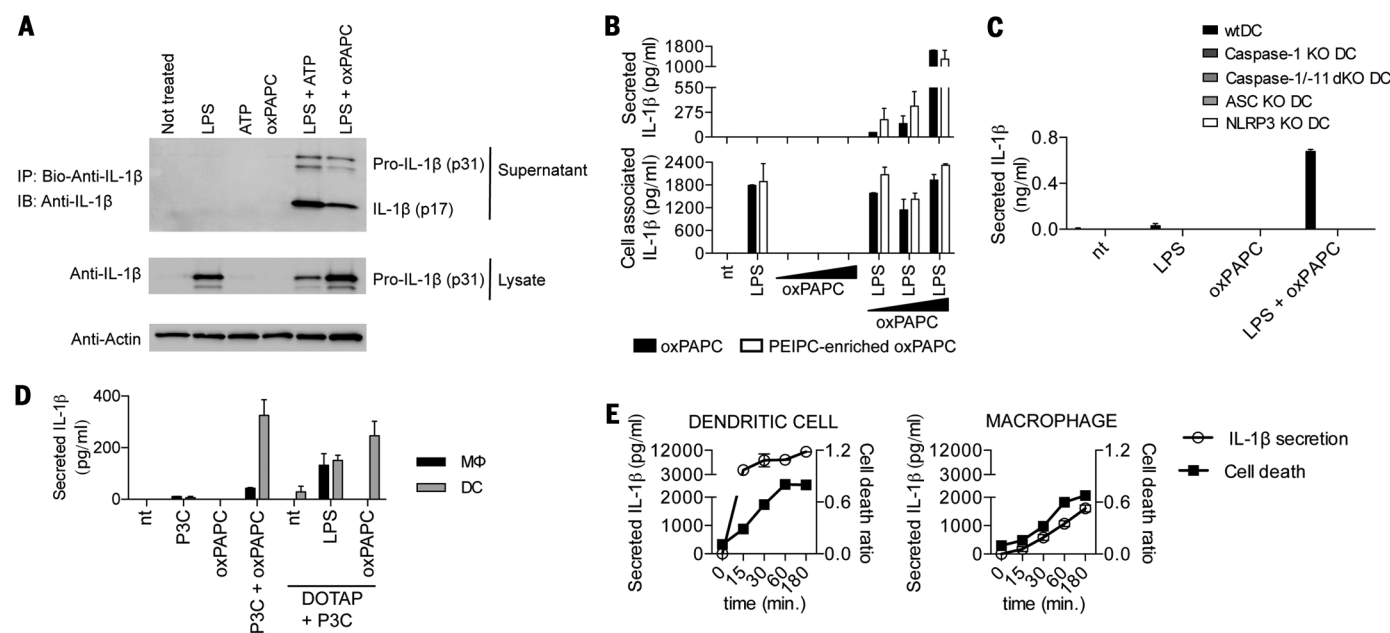 A
Not treated
LPS
ATP
oxPAPC
LPS + ATP
LPS + oxPAPC
IP: Bio-Anti-IL-1β
IB: Anti-IL-1β
Pro-IL-1β (p31)
IL-1β (p17)
Supernatant
Anti-IL-1β
Pro-IL-1β (p31)
Lysate
Anti-Actin
B
Secreted
IL-1β (pg/ml)
1800
1000
550
275
0
Cell associated
IL-1β (pg/ml)
2400
1800
1200
600
0
nt
LPS
oxPAPC
LPS
LPS
LPS
oxPAPC
oxPAPC
PEIPC-enriched oxPAPC
C
wtDC
Caspase-1 KO DC
Caspase-1/-11 dKO DC
ASC KO DC
NLRP3 KO DC
Secreted IL-1β
(ng/ml)
0.8
0.4
0.0
nt
LPS
oxPAPC
LPS + oxPAPC
D
Secreted IL-1β
(pg/ml)
400
200
0
nt
P3C
oxPAPC
P3C + oxPAPC
nt
LPS
oxPAPC
DOTAP
+ P3C
MΦ
DC
E
DENDRITIC CELL
Secreted IL-1β (pg/ml)
12000
3000
2000
1000
0
1.2
0.6
0.0
Cell
death ratio
0
15
30
60
180
time (min.)
MACROPHAGE
Secreted IL-1β (pg/ml)
12000
3000
2000
1000
0
1.2
0.6
0.0
Cell
death ratio
0
15
30
60
180
time (min.)
IL-1β secretion
Cell death